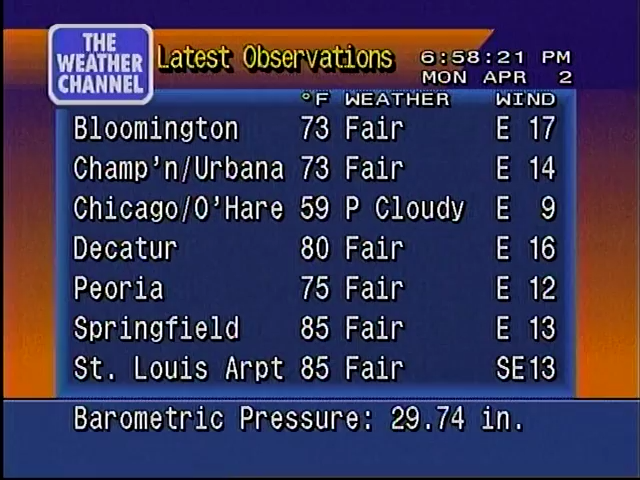 THE
WEATHER
CHANNEL
Latest Observations
6:58:21 PM
MON APR 2
°F WEATHER WIND
Bloomington 73 Fair E 17
Champ'n/Urbana 73 Fair E 14
Chicago/O'Hare 59 P Cloudy E 9
Decatur 80 Fair E 16
Peoria 75 Fair E 12
Springfield 85 Fair E 13
St. Louis Arpt 85 Fair SE13
Barometric Pressure: 29.74 in.